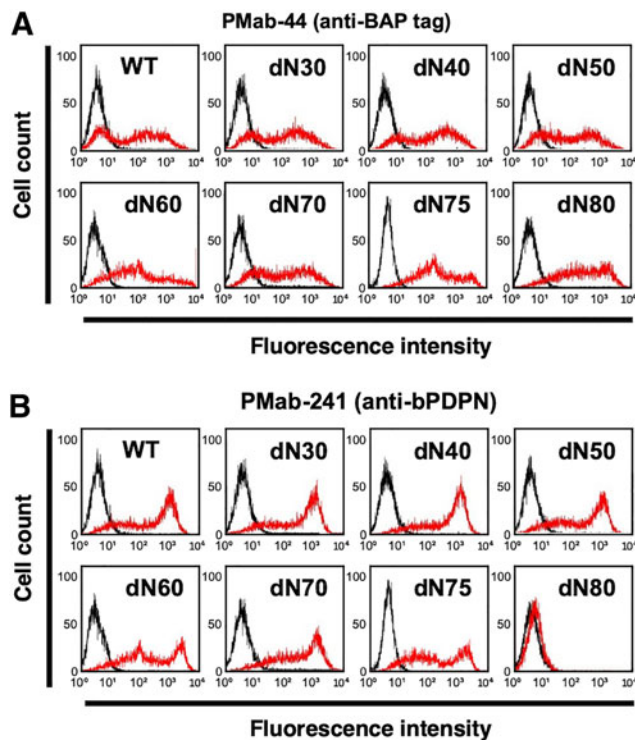 A
PMab-44 (anti-BAP tag)
Cell count
WT
dN30
dN40
dN50
100 50 0
100 50 0
100 50 0
100 50 0
10⁰ 10¹ 10² 10³ 10⁴
10⁰ 10¹ 10² 10³ 10⁴
10⁰ 10¹ 10² 10³ 10⁴
10⁰ 10¹ 10² 10³ 10⁴
dN60
dN70
dN75
dN80
100 50 0
100 50 0
100 50 0
100 50 0
10⁰ 10¹ 10² 10³ 10⁴
10⁰ 10¹ 10² 10³ 10⁴
10⁰ 10¹ 10² 10³ 10⁴
10⁰ 10¹ 10² 10³ 10⁴
Fluorescence intensity
B
PMab-241 (anti-bPDPN)
Cell count
WT
dN30
dN40
dN50
100 50 0
100 50 0
100 50 0
100 50 0
10⁰ 10¹ 10² 10³ 10⁴
10⁰ 10¹ 10² 10³ 10⁴
10⁰ 10¹ 10² 10³ 10⁴
10⁰ 10¹ 10² 10³ 10⁴
dN60
dN70
dN75
dN80
100 50 0
100 50 0
100 50 0
100 50 0
10⁰ 10¹ 10² 10³ 10⁴
10⁰ 10¹ 10² 10³ 10⁴
10⁰ 10¹ 10² 10³ 10⁴
10⁰ 10¹ 10² 10³ 10⁴
Fluorescence intensity